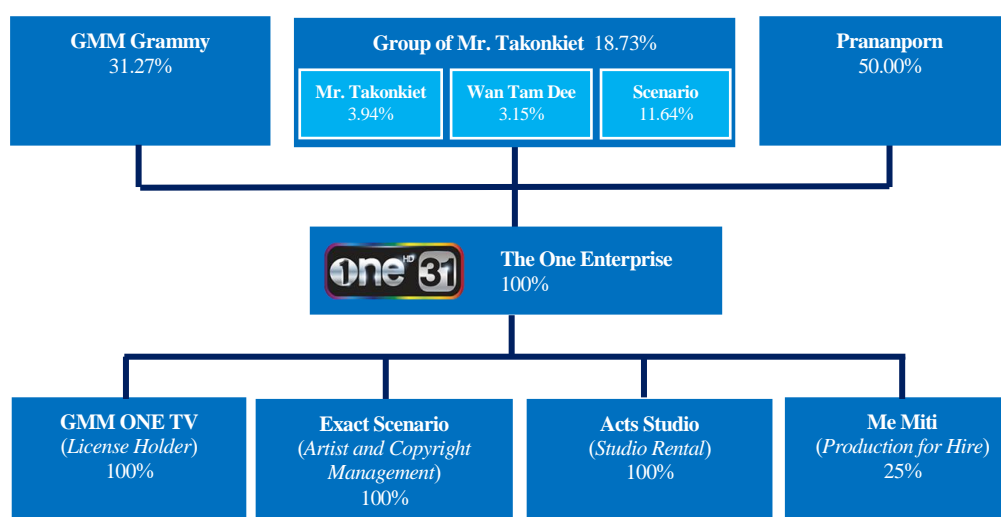 GMM Grammy
31.27%
Group of Mr. Takonkiet 18.73%
Mr. Takonkiet
3.94%
Wan Tam Dee
3.15%
Scenario
11.64%
Prananporn
50.00%
one HD 31
The One Enterprise
100%
GMM ONE TV
(License Holder)
100%
Exact Scenario
(Artist and Copyright
Management)
100%
Acts Studio
(Studio Rental)
100%
Me Miti
(Production for Hire)
25%